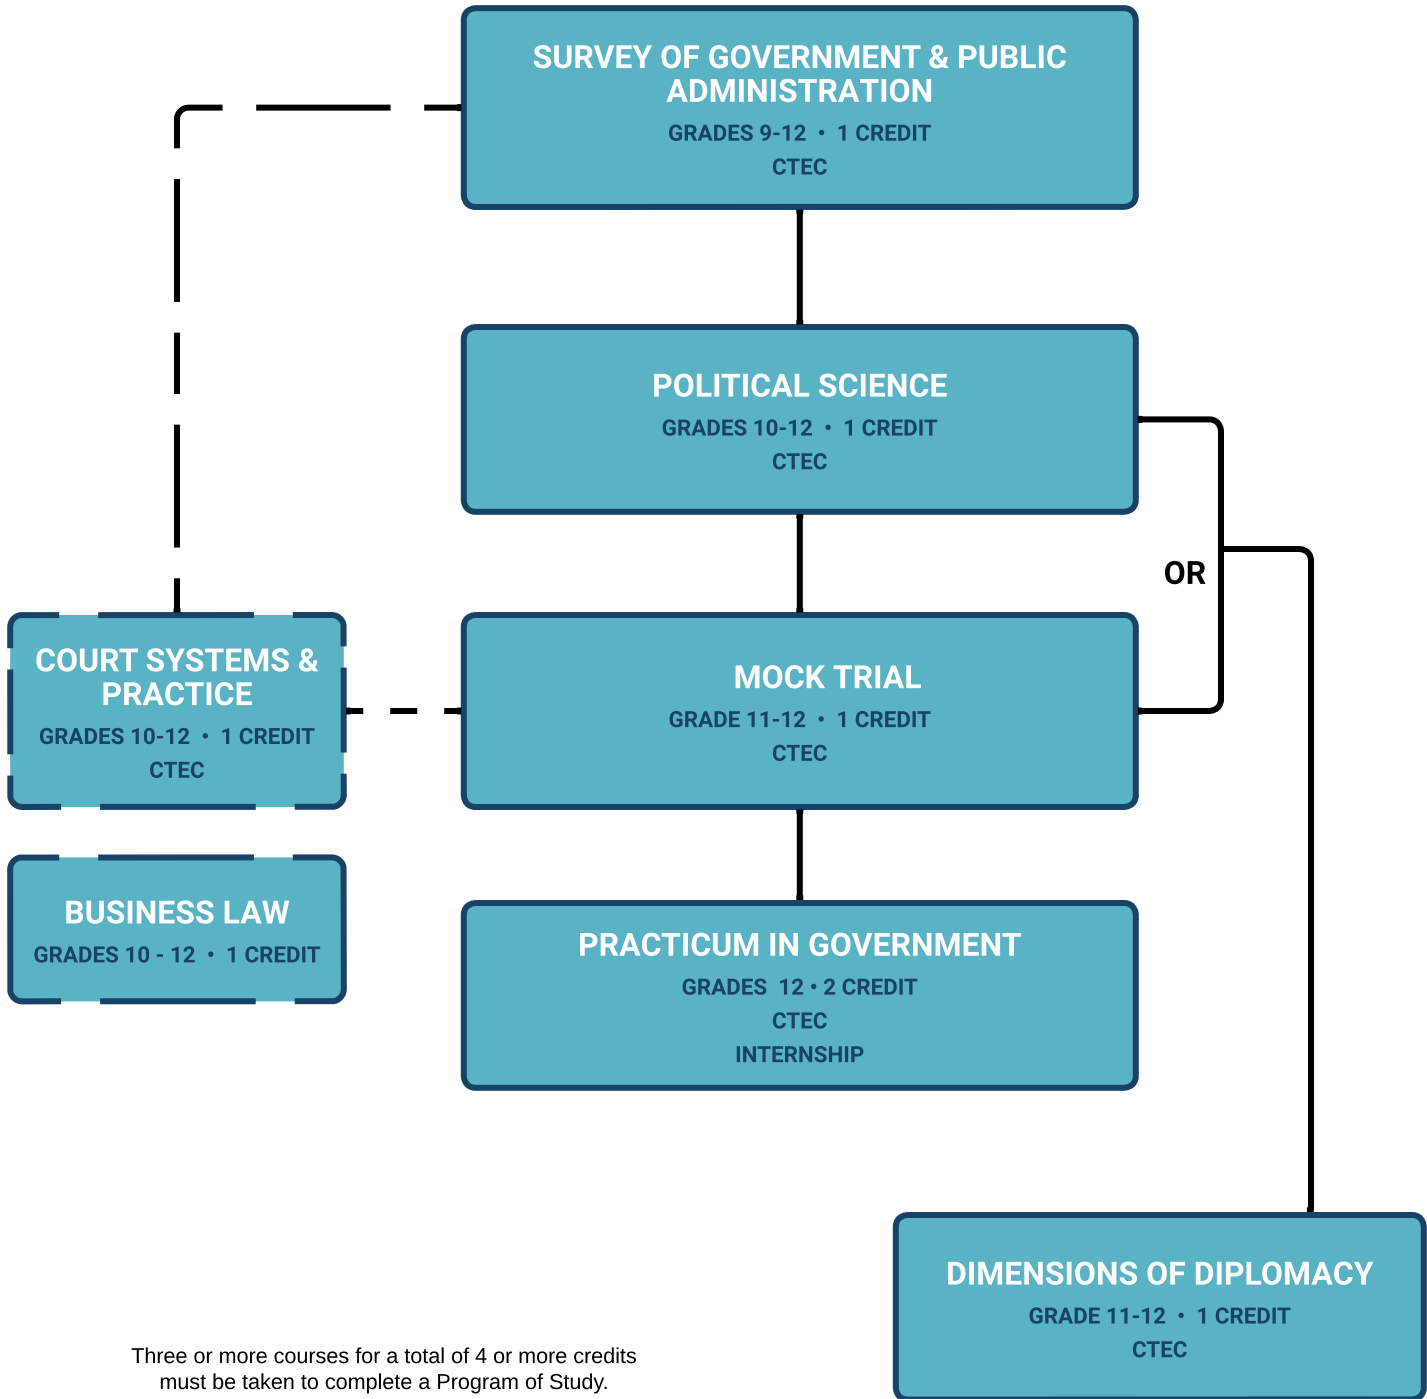 SURVEY OF GOVERNMENT & PUBLIC
ADMINISTRATION
GRADES 9-12 • 1 CREDIT
CTEC
POLITICAL SCIENCE
GRADES 10-12 • 1 CREDIT
CTEC
OR
COURT SYSTEMS &
PRACTICE
GRADES 10-12 • 1 CREDIT
CTEC
MOCK TRIAL
GRADE 11-12 • 1 CREDIT
CTEC
BUSINESS LAW
GRADES 10 - 12 • 1 CREDIT
PRACTICUM IN GOVERNMENT
GRADES 12 • 2 CREDIT
CTEC
INTERNSHIP
DIMENSIONS OF DIPLOMACY
GRADE 11-12 • 1 CREDIT
CTEC
Three or more courses for a total of 4 or more credits
must be taken to complete a Program of Study.